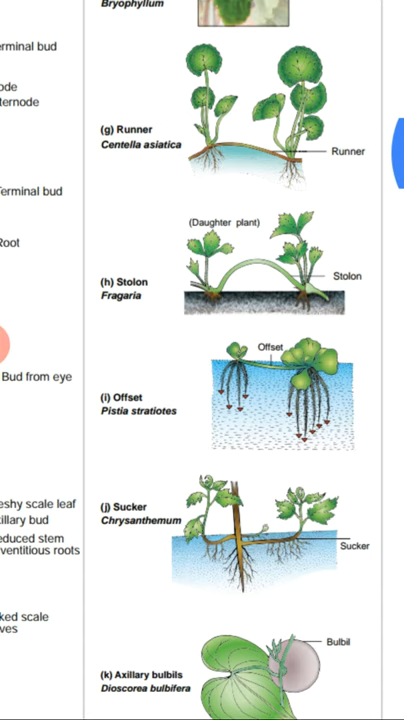 Bryophyllum
erminal bud
ode
ternode
(g) Runner
Centella asiatica
Runner
Terminal bud
(Daughter plant)
Root
Stolon
(h) Stolon
Fragaria
Offset
Bud from eye
(i) Offset
Pistia stratiotes
eshy scale leaf
(j) Sucker
xillary bud
Chrysanthemum
educed stem
ventitious roots
Sucker
ked scale
ves
Bulbil
(k) Axillary bulbils
Dioscorea bulbifera